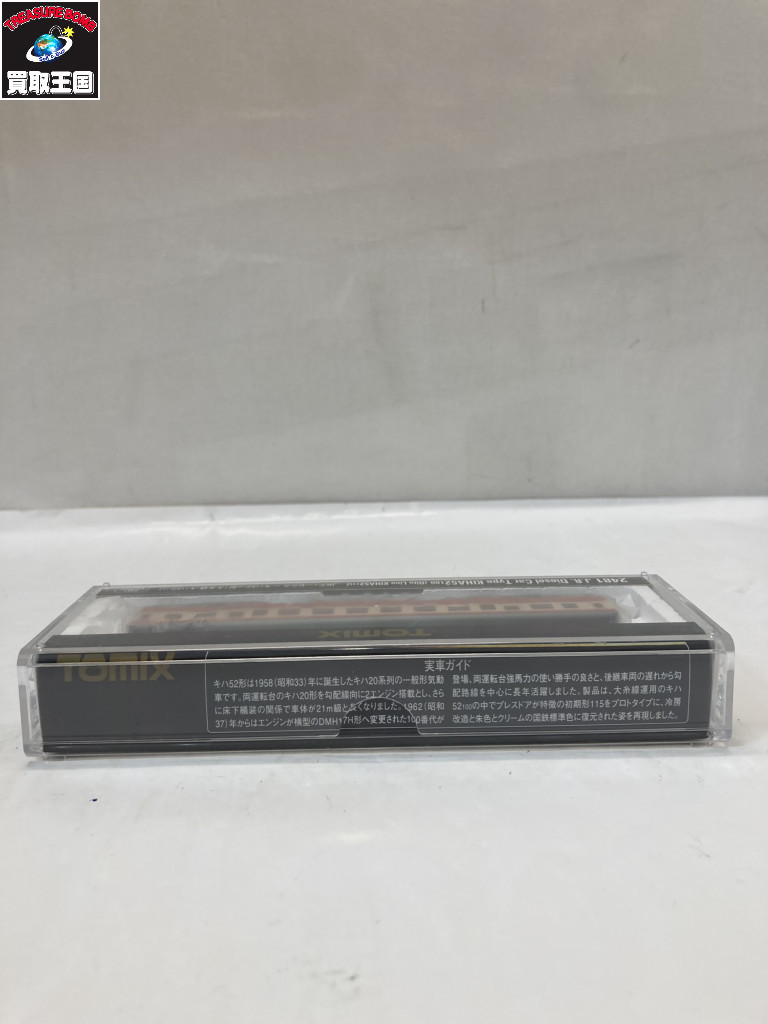 TREASURE KINGDOM
買取王国
2481 J.R. Diesel Car Type KIHA52-100 (Oito Line KIHA52-115)
TOMIX
TOMIX
実車ガイド
キハ52形は1958(昭和33)年に誕生したキハ20系列の一般形気動
車です。両運転台のキハ20形を勾配線向に2エンジン搭載とし、さら
に床下艤装の関係で車体が21m級と長くなりました。1962(昭和
37)年からはエンジンが横型のDMH17H形へ変更された100番代が
登場、両運転台強馬力の使い勝手の良さと、後継車両の遅れから勾
配路線を中心に長年活躍しました。製品は、大糸線運用のキハ
52100の中でプレスドアが特徴の初期形115をプロトタイプに、冷房
改造と朱色とクリームの国鉄標準色に復元された姿を再現しました。